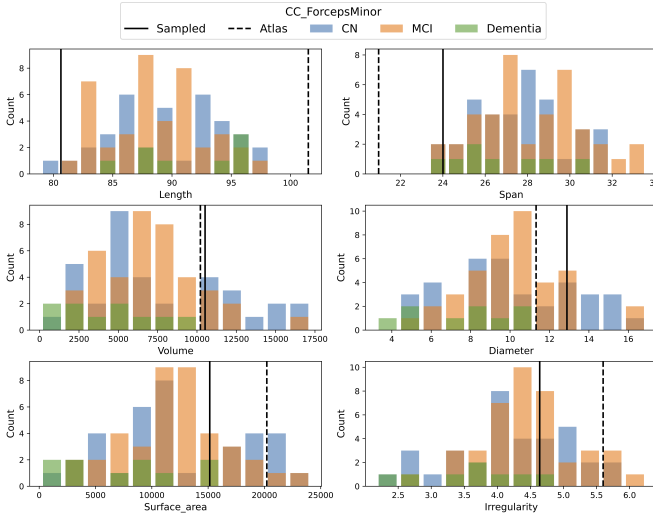 CC_ForcepsMinor
Sampled Atlas CN MCI Dementia
Count
8
6
4
2
0
80 85 90 95 100
Length
Count
8
6
4
2
0
22 24 26 28 30 32
Span
Count
8
6
4
2
0
0 2500 5000 7500 10000 12500 15000 17500
Volume
Count
10
8
6
4
2
0
4 6 8 10 12 14 16
Diameter
Count
8
6
4
2
0
0 5000 10000 15000 20000 25000
Surface_area
Count
10
8
6
4
2
0
2.5 3.0 3.5 4.0 4.5 5.0 5.5 6.0
Irregularity